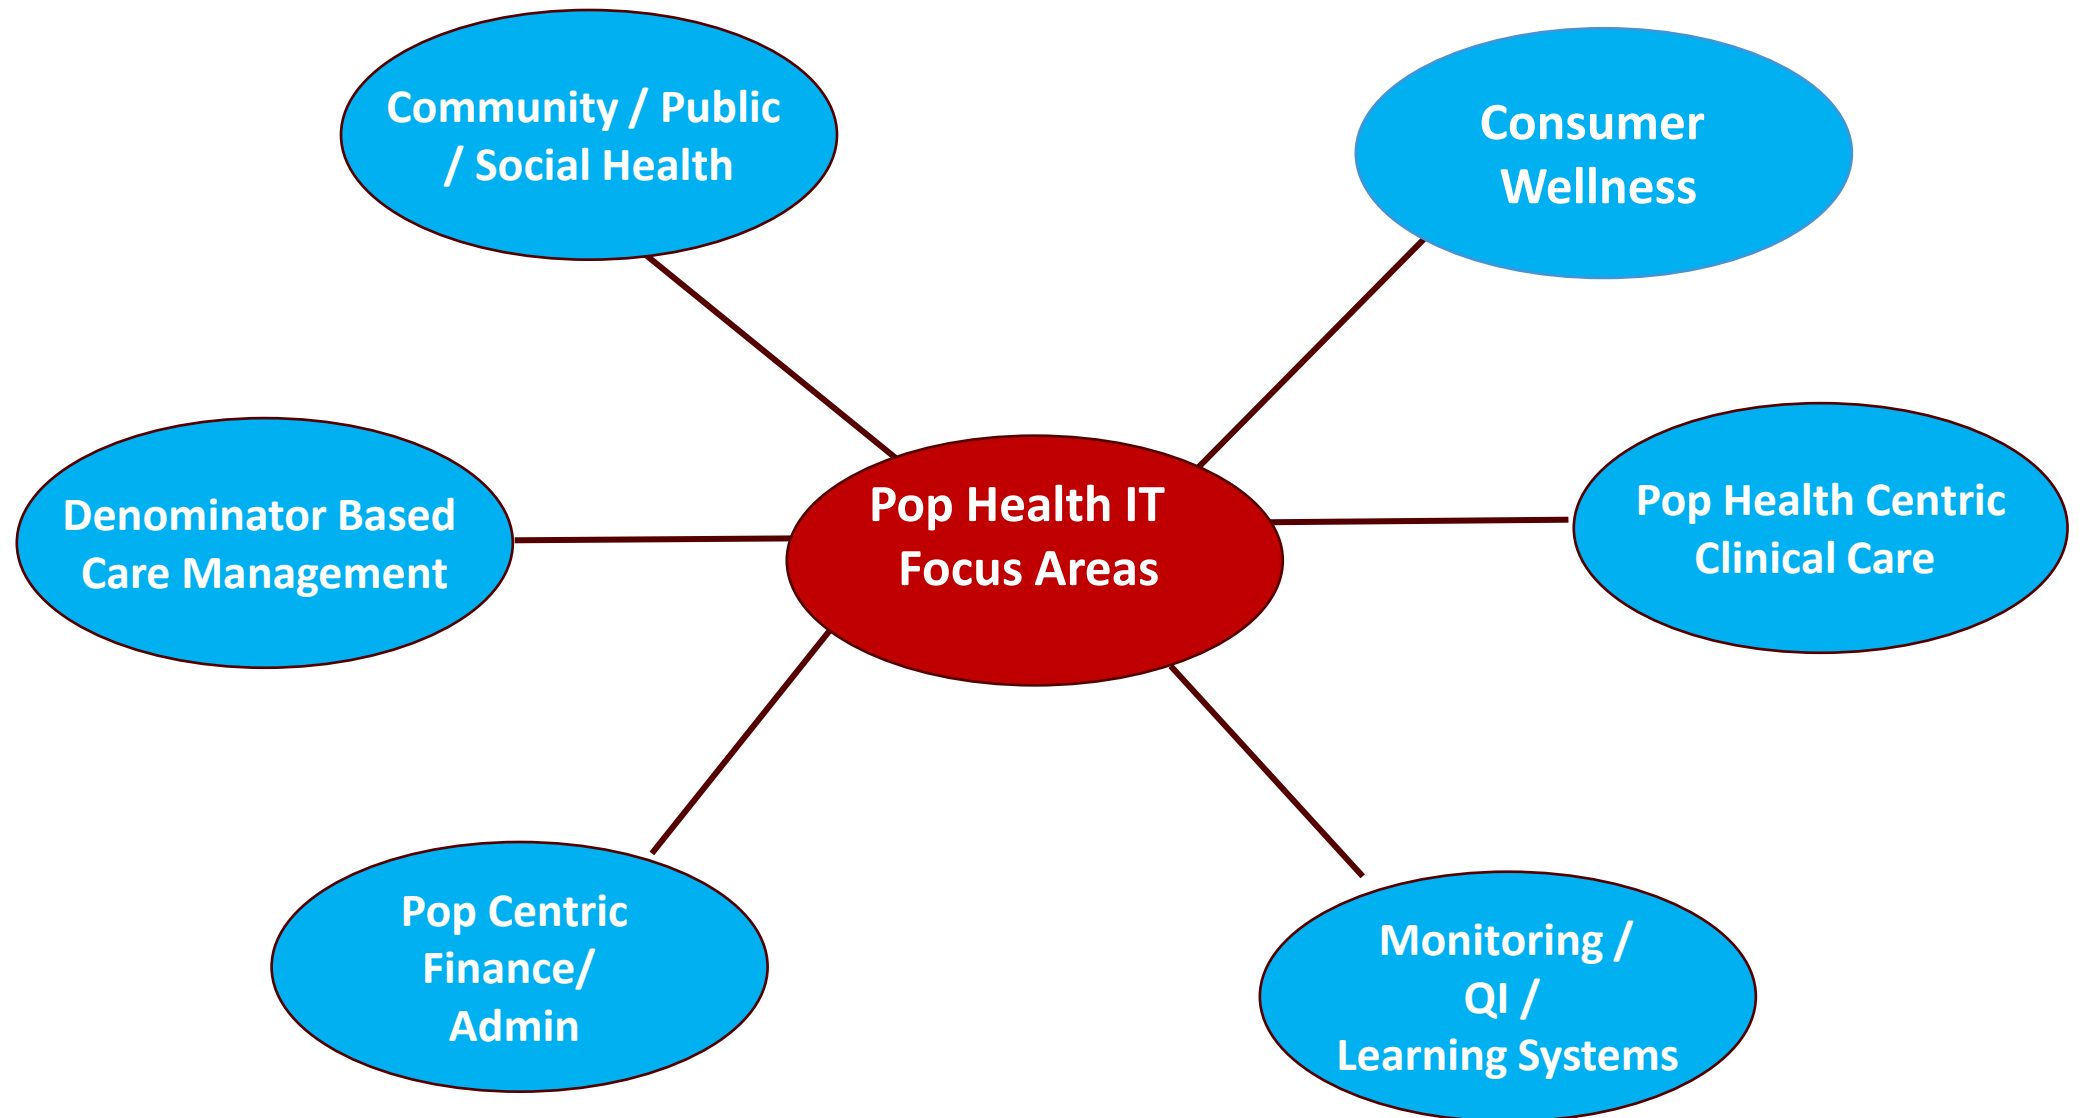 Community / Public
/ Social Health
Consumer
Wellness
Denominator Based
Care Management
Pop Health IT
Focus Areas
Pop Health Centric
Clinical Care
Pop Centric
Finance/
Admin
Monitoring /
QI /
Learning Systems